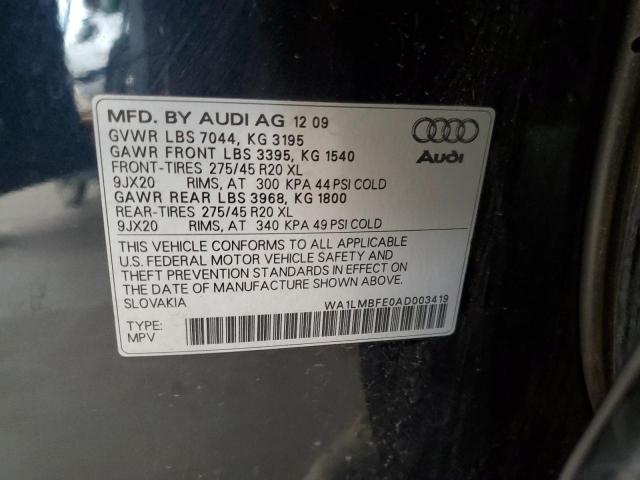 MFD. BY AUDI AG 12 09
GVWR LBS 7044, KG 3195
GAWR FRONT LBS 3395, KG 1540
FRONT-TIRES 275/45 R20 XL
9JX20 RIMS, AT 300 KPA 44 PSI COLD
GAWR REAR LBS 3968, KG 1800
REAR-TIRES 275/45 R20 XL
9JX20 RIMS, AT 340 KPA 49 PSI COLD
Audi
THIS VEHICLE CONFORMS TO ALL APPLICABLE
U.S. FEDERAL MOTOR VEHICLE SAFETY AND
THEFT PREVENTION STANDARDS IN EFFECT
ON THE DATE OF MANUFACTURE SHOWN ABOVE.
SLOVAKIA WA1LMBFE0AD003419
TYPE:
MPV